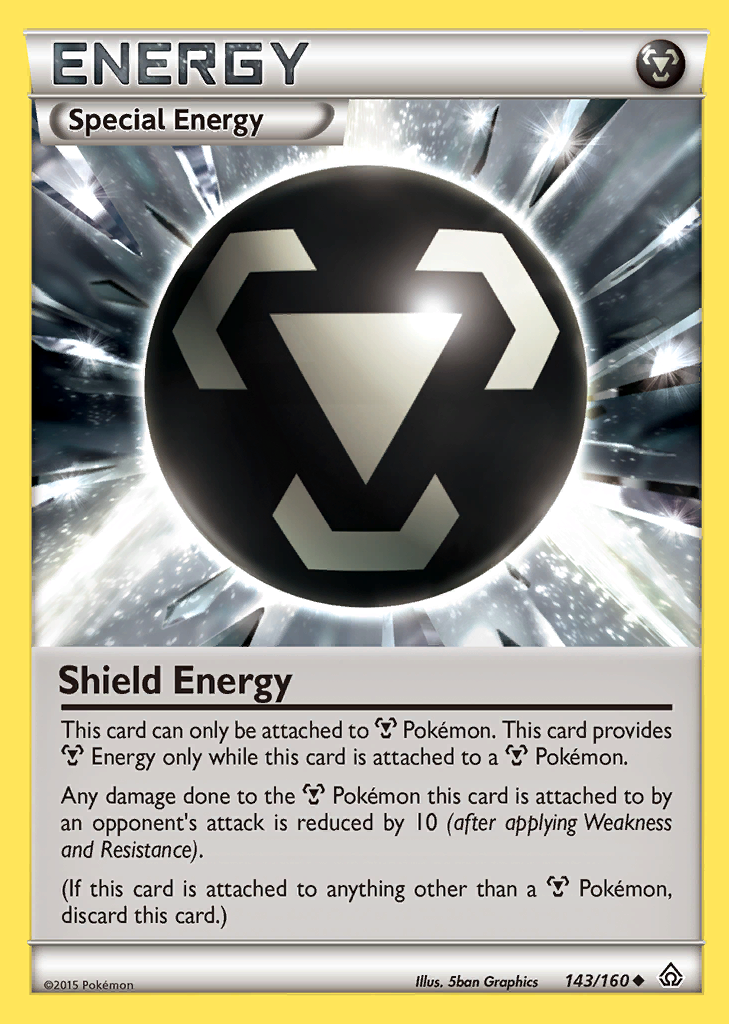 ENERGY
Special Energy
Shield Energy
This card can only be attached to Pokémon. This card provides
Energy only while this card is attached to a Pokémon.
Any damage done to the Pokémon this card is attached to by
an opponent's attack is reduced by 10 (after applying Weakness
and Resistance).
(If this card is attached to anything other than a Pokémon,
discard this card.)
©2015 Pokémon Illus. 5ban Graphics 143/160